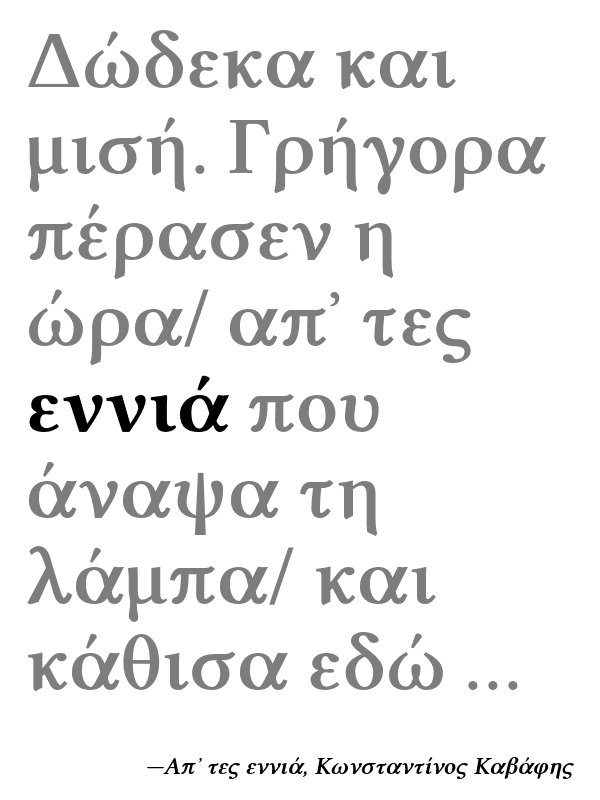 Δώδεκα και
μισή. Γρήγορα
πέρασεν η
ώρα/ απ’ τες
εννιά που
άναψα τη
λάμπα/ και
κάθισα εδώ ...
—Απ’ τες εννιά, Κωνσταντίνος Καβάφης